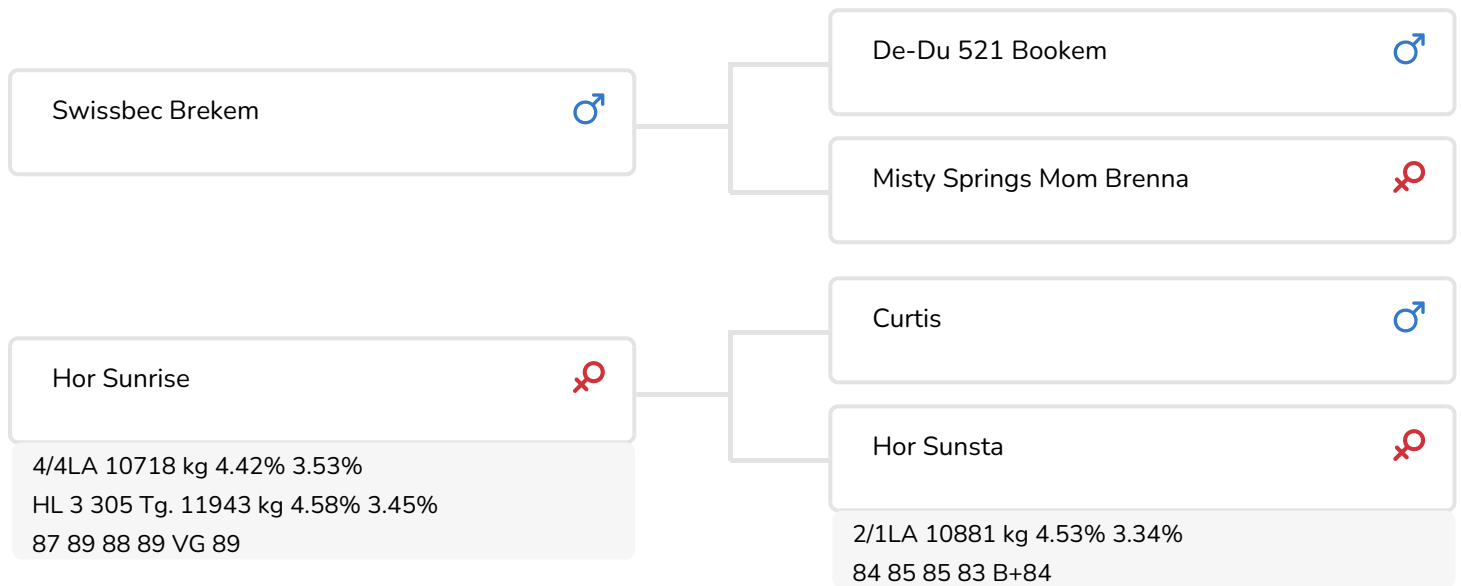 Swissbec Brekem
De-Du 521 Bookem
Misty Springs Mom Brenna
Hor Sunrise
4/4LA 10718 kg 4.42% 3.53%
HL 3 305 Tg. 11943 kg 4.58% 3.45%
87 89 88 89 VG 89
Curtis
Hor Sunsta
2/1LA 10881 kg 4.53% 3.34%
84 85 85 83 B+84